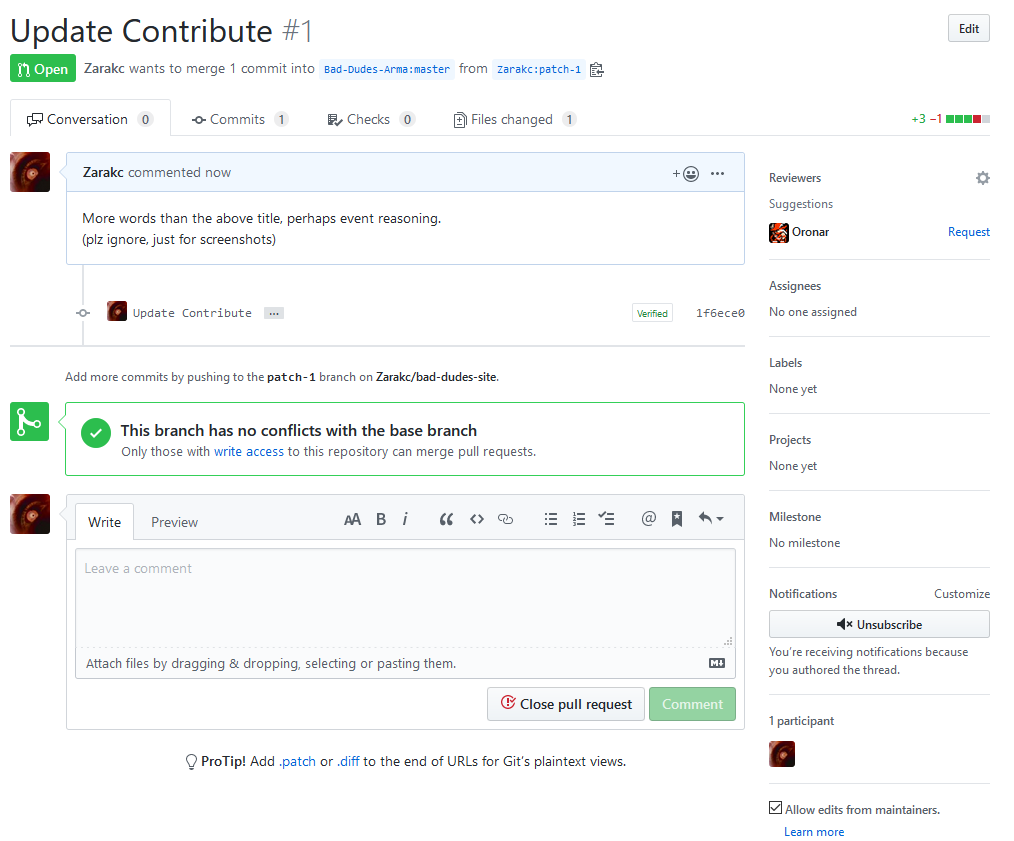 Update Contribute #1
Edit
Open Zarakc wants to merge 1 commit into Bad-Dudes-Arma:master from Zarakc:patch-1
Conversation 0 Commits 1 Checks 0 Files changed 1
+3 −1
Zarakc commented now
More words than the above title, perhaps event reasoning.
(plz ignore, just for screenshots)
Update Contribute ... Verified 1f6ece0
Add more commits by pushing to the patch-1 branch on Zarakc/bad-dudes-site.
This branch has no conflicts with the base branch
Only those with write access to this repository can merge pull requests.
Write Preview
AA B i
Leave a comment
Attach files by dragging & dropping, selecting or pasting them.
Close pull request Comment
ProTip! Add .patch or .diff to the end of URLs for Git's plaintext views.
Reviewers
Suggestions
Oronar Request
Assignees
No one assigned
Labels
None yet
Projects
None yet
Milestone
No milestone
Notifications Customize
Unsubscribe
You're receiving notifications because
you authored the thread.
1 participant
Allow edits from maintainers.
Learn more